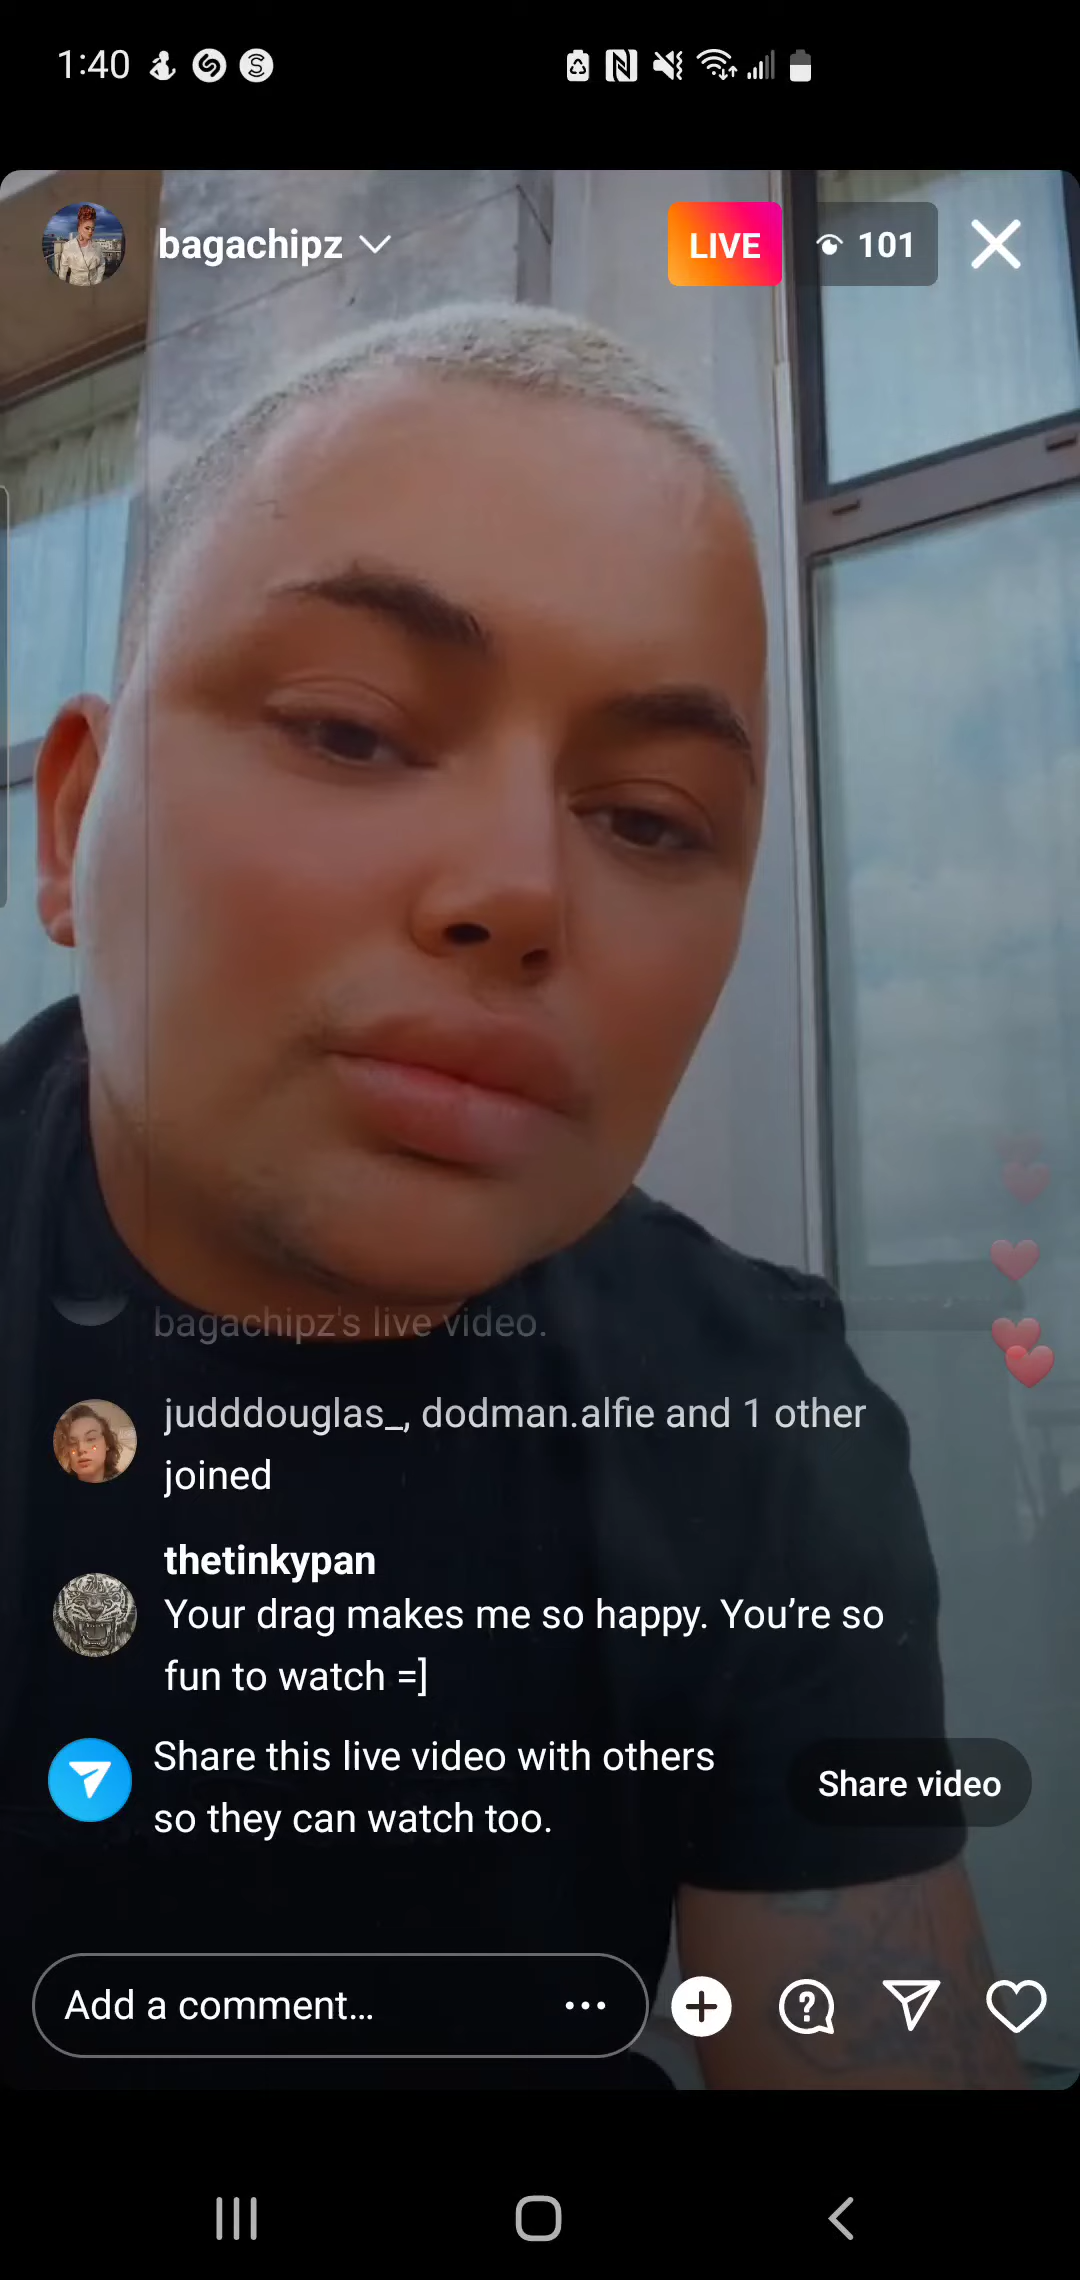 1:40
bagachipz
LIVE
101
bagachipz's live video.
judddouglas_, dodman.alfie and 1 other
joined
thetinkypan
Your drag makes me so happy. You’re so
fun to watch =]
Share this live video with others
so they can watch too.
Share video
Add a comment...